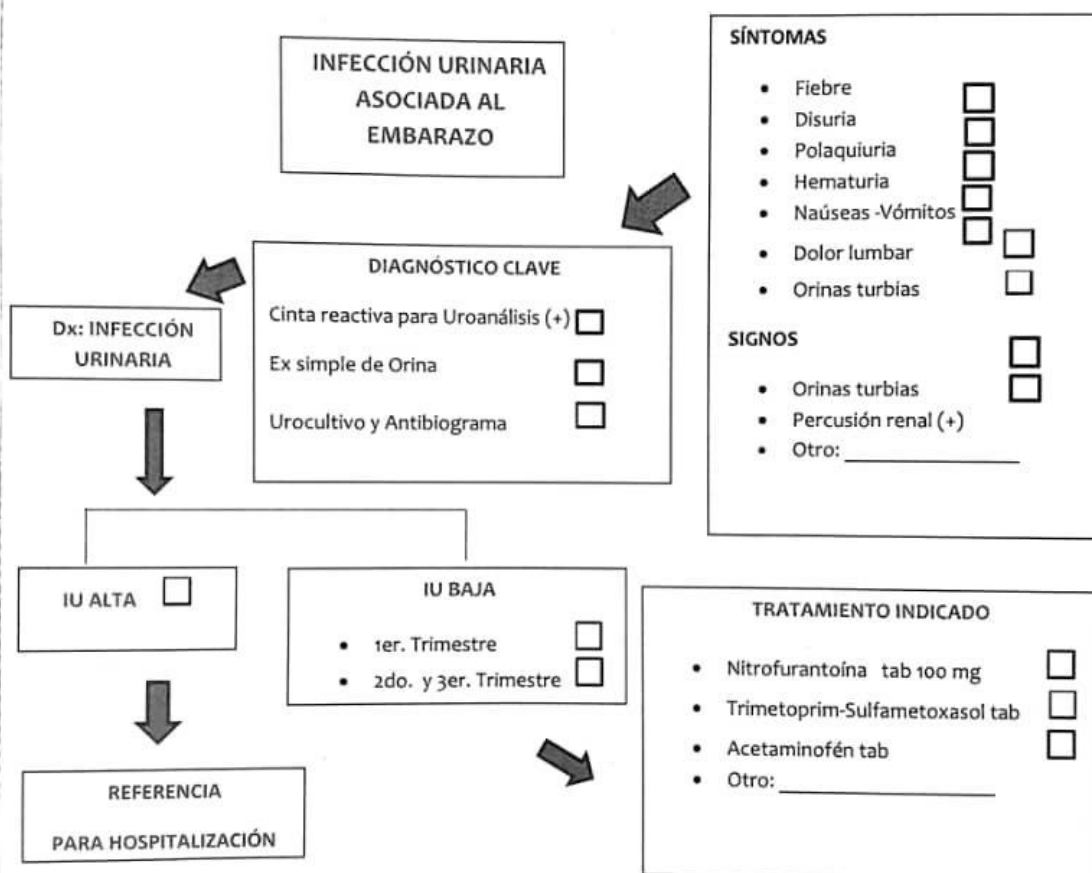 INFECCIÓN URINARIA
ASOCIADA AL
EMBARAZO
SÍNTOMAS
• Fiebre
• Disuria
• Polaquiuria
• Hematuria
• Naúseas -Vómitos
• Dolor lumbar
• Orinas turbias
SIGNOS
• Orinas turbias
• Percusión renal (+)
• Otro: ____________________
DIAGNÓSTICO CLAVE
Cinta reactiva para Uroanálisis (+)
Ex simple de Orina
Urocultivo y Antibiograma
Dx: INFECCIÓN
URINARIA
IU ALTA
IU BAJA
• 1er. Trimestre
• 2do. y 3er. Trimestre
TRATAMIENTO INDICADO
• Nitrofurantoína tab 100 mg
• Trimetoprim-Sulfametoxasol tab
• Acetaminofén tab
• Otro: ____________________
REFERENCIA
PARA HOSPITALIZACIÓN